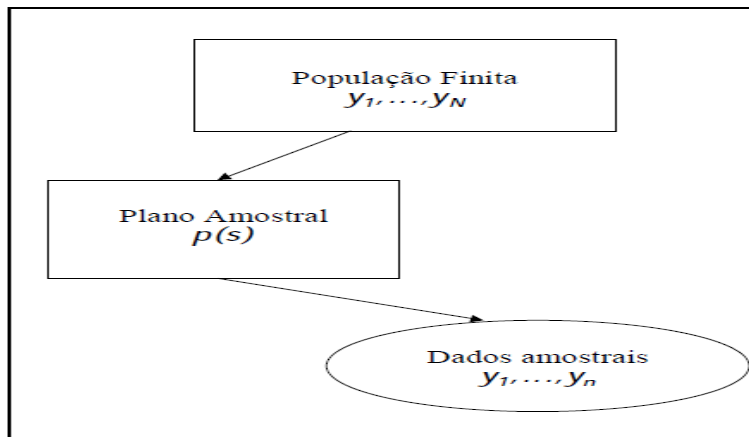 População Finita
y1,...,yN
Plano Amostral
p(s)
Dados amostrais
y1,...,yn